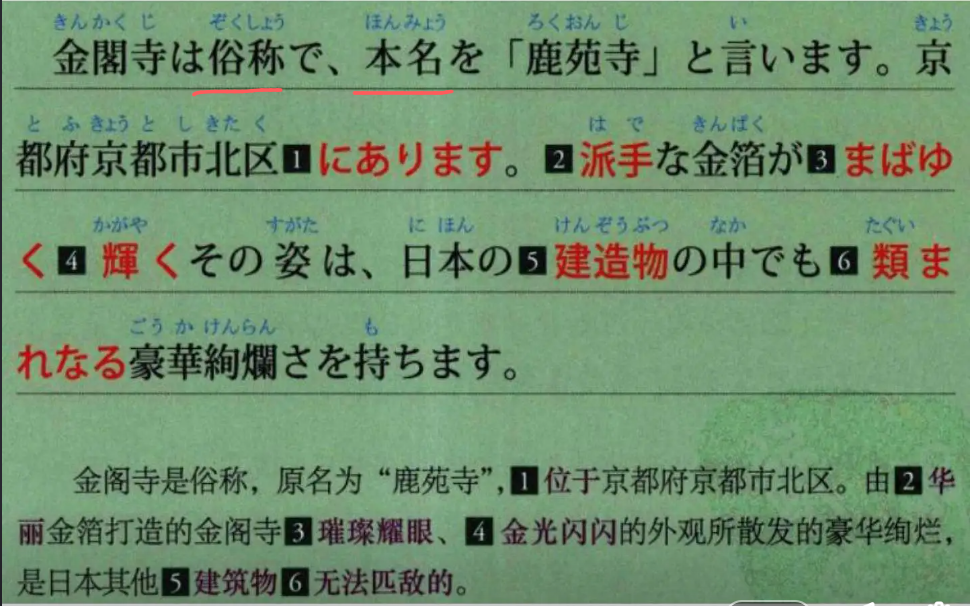 きんかくじ ぞくしょう ほんみょう ろくおんじ い きょう
金閣寺は俗称で、本名を「鹿苑寺」と言います。京
とふきょうとしきたく はで きんぱく
都府京都市北区1にあります。2派手な金箔が3まばゆ
かがや すがた にほん けんぞうぶつ なか たぐい
く4輝くその姿は、日本の5建造物の中でも6類ま
ごうかけんらん も
れなる豪華絢爛さを持ちます。
金阁寺是俗称，原名为“鹿苑寺”，1位于京都府京都市北区。由2华
丽金箔打造的金阁寺3璀璨耀眼、4金光闪闪的外观所散发的豪华绚烂，
是日本其他5建筑物6无法匹敌的。